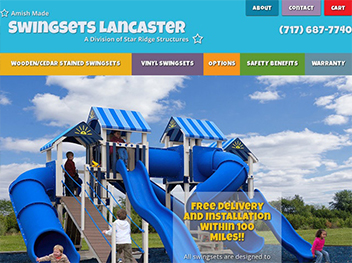 ABOUT
CONTACT
CART
Amish Made
SWINGSETS LANCASTER
A Division of Star Ridge Structures
(717) 687-7740
WOODEN/CEDAR STAINED SWINGSETS
VINYL SWINGSETS
OPTIONS
SAFETY BENEFITS
WARRANTY
FREE DELIVERY
AND INSTALLATION
WITHIN 100
MILES!!
All swingsets are designed to